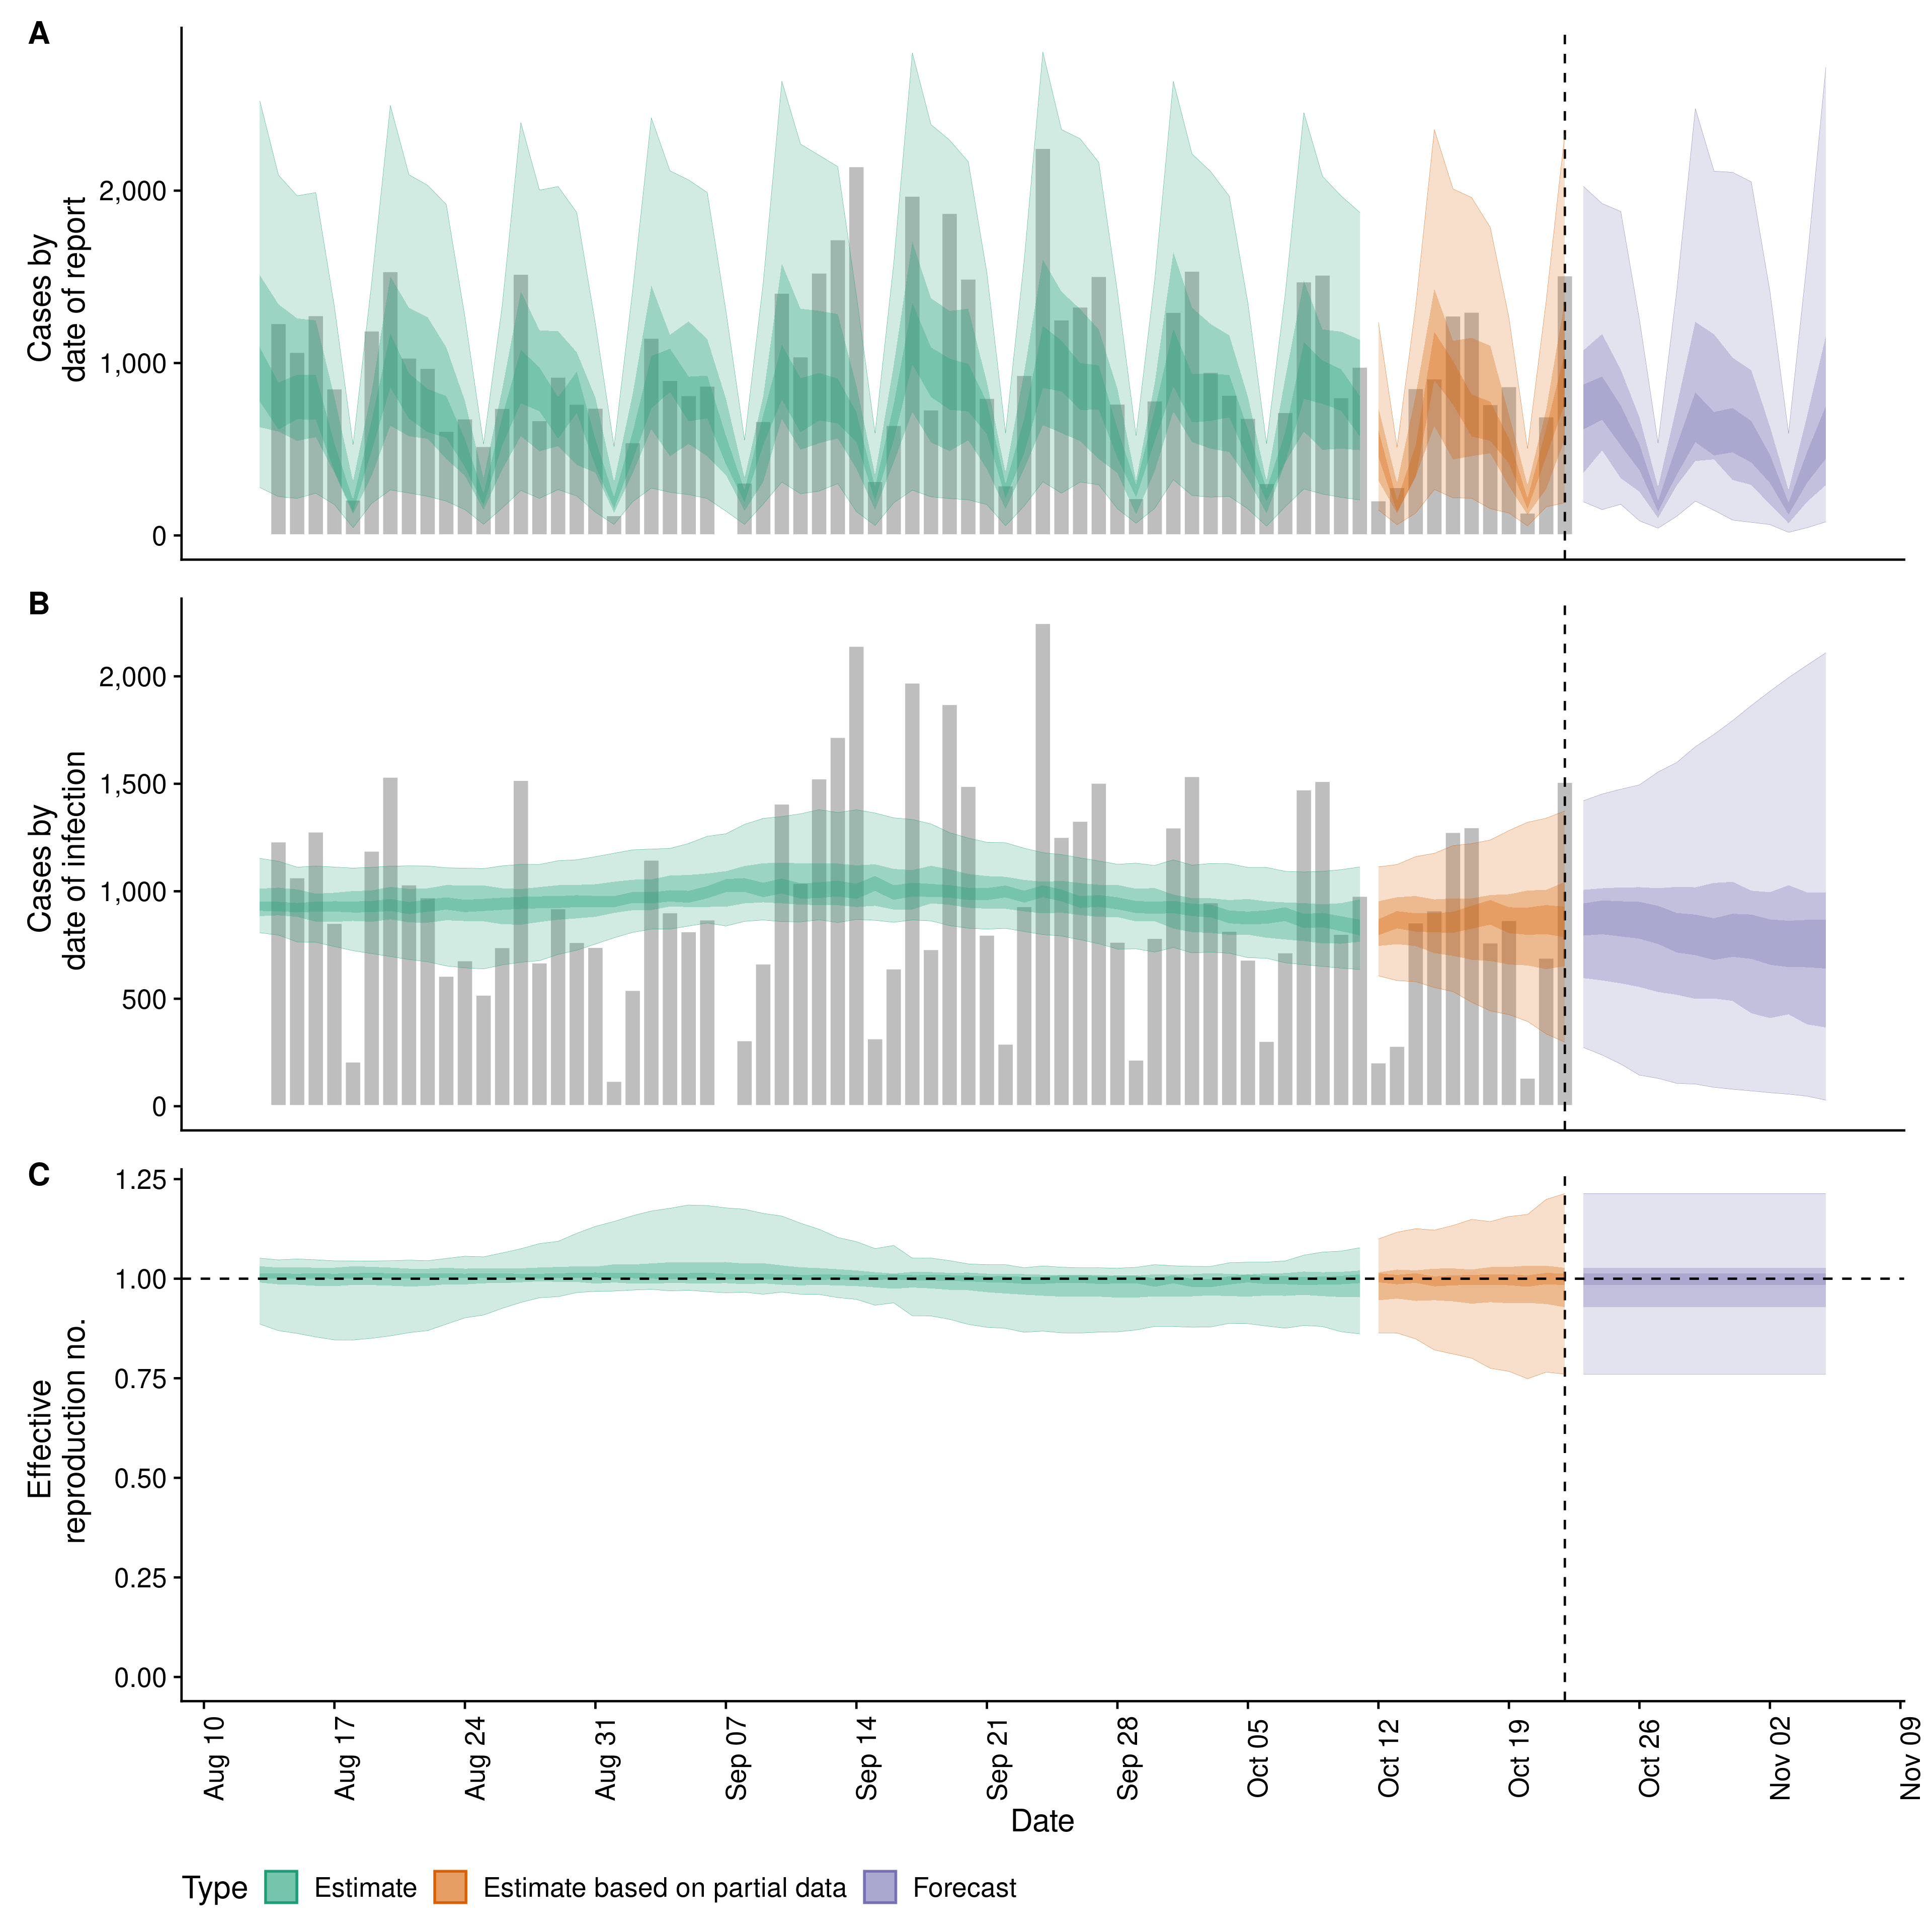 A
Cases by
date of report
2,000
1,000
0
B
Cases by
date of infection
2,000
1,500
1,000
500
0
C
Effective
reproduction no.
1.25
1.00
0.75
0.50
0.25
0.00
Aug 10
Aug 17
Aug 24
Aug 31
Sep 07
Sep 14
Sep 21
Sep 28
Oct 05
Oct 12
Oct 19
Oct 26
Nov 02
Nov 09
Date
Type Estimate Estimate based on partial data Forecast